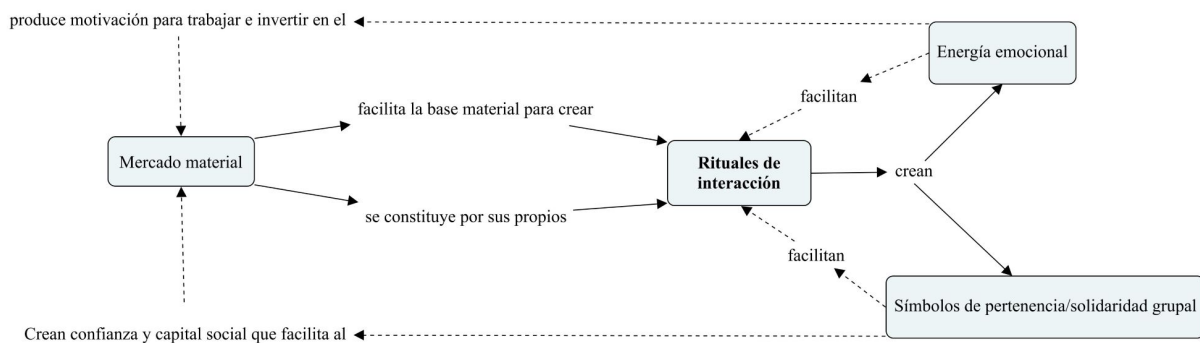 produce motivación para trabajar e invertir en el
Energía emocional
facilitan
facilita la base material para crear
Mercado material
Rituales de
interacción
crean
se constituye por sus propios
facilitan
Símbolos de pertenencia/solidaridad grupal
Crean confianza y capital social que facilita al